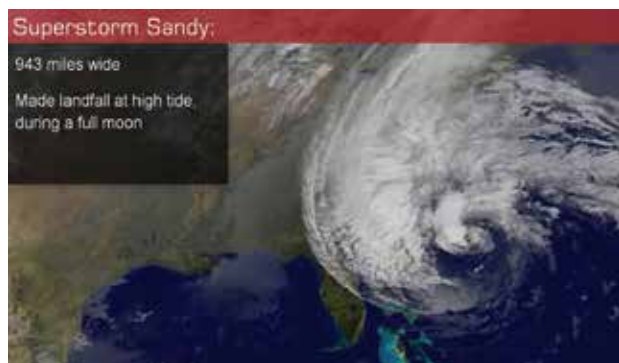 Superstorm Sandy:
943 miles wide
Made landfall at high tide
during a full moon